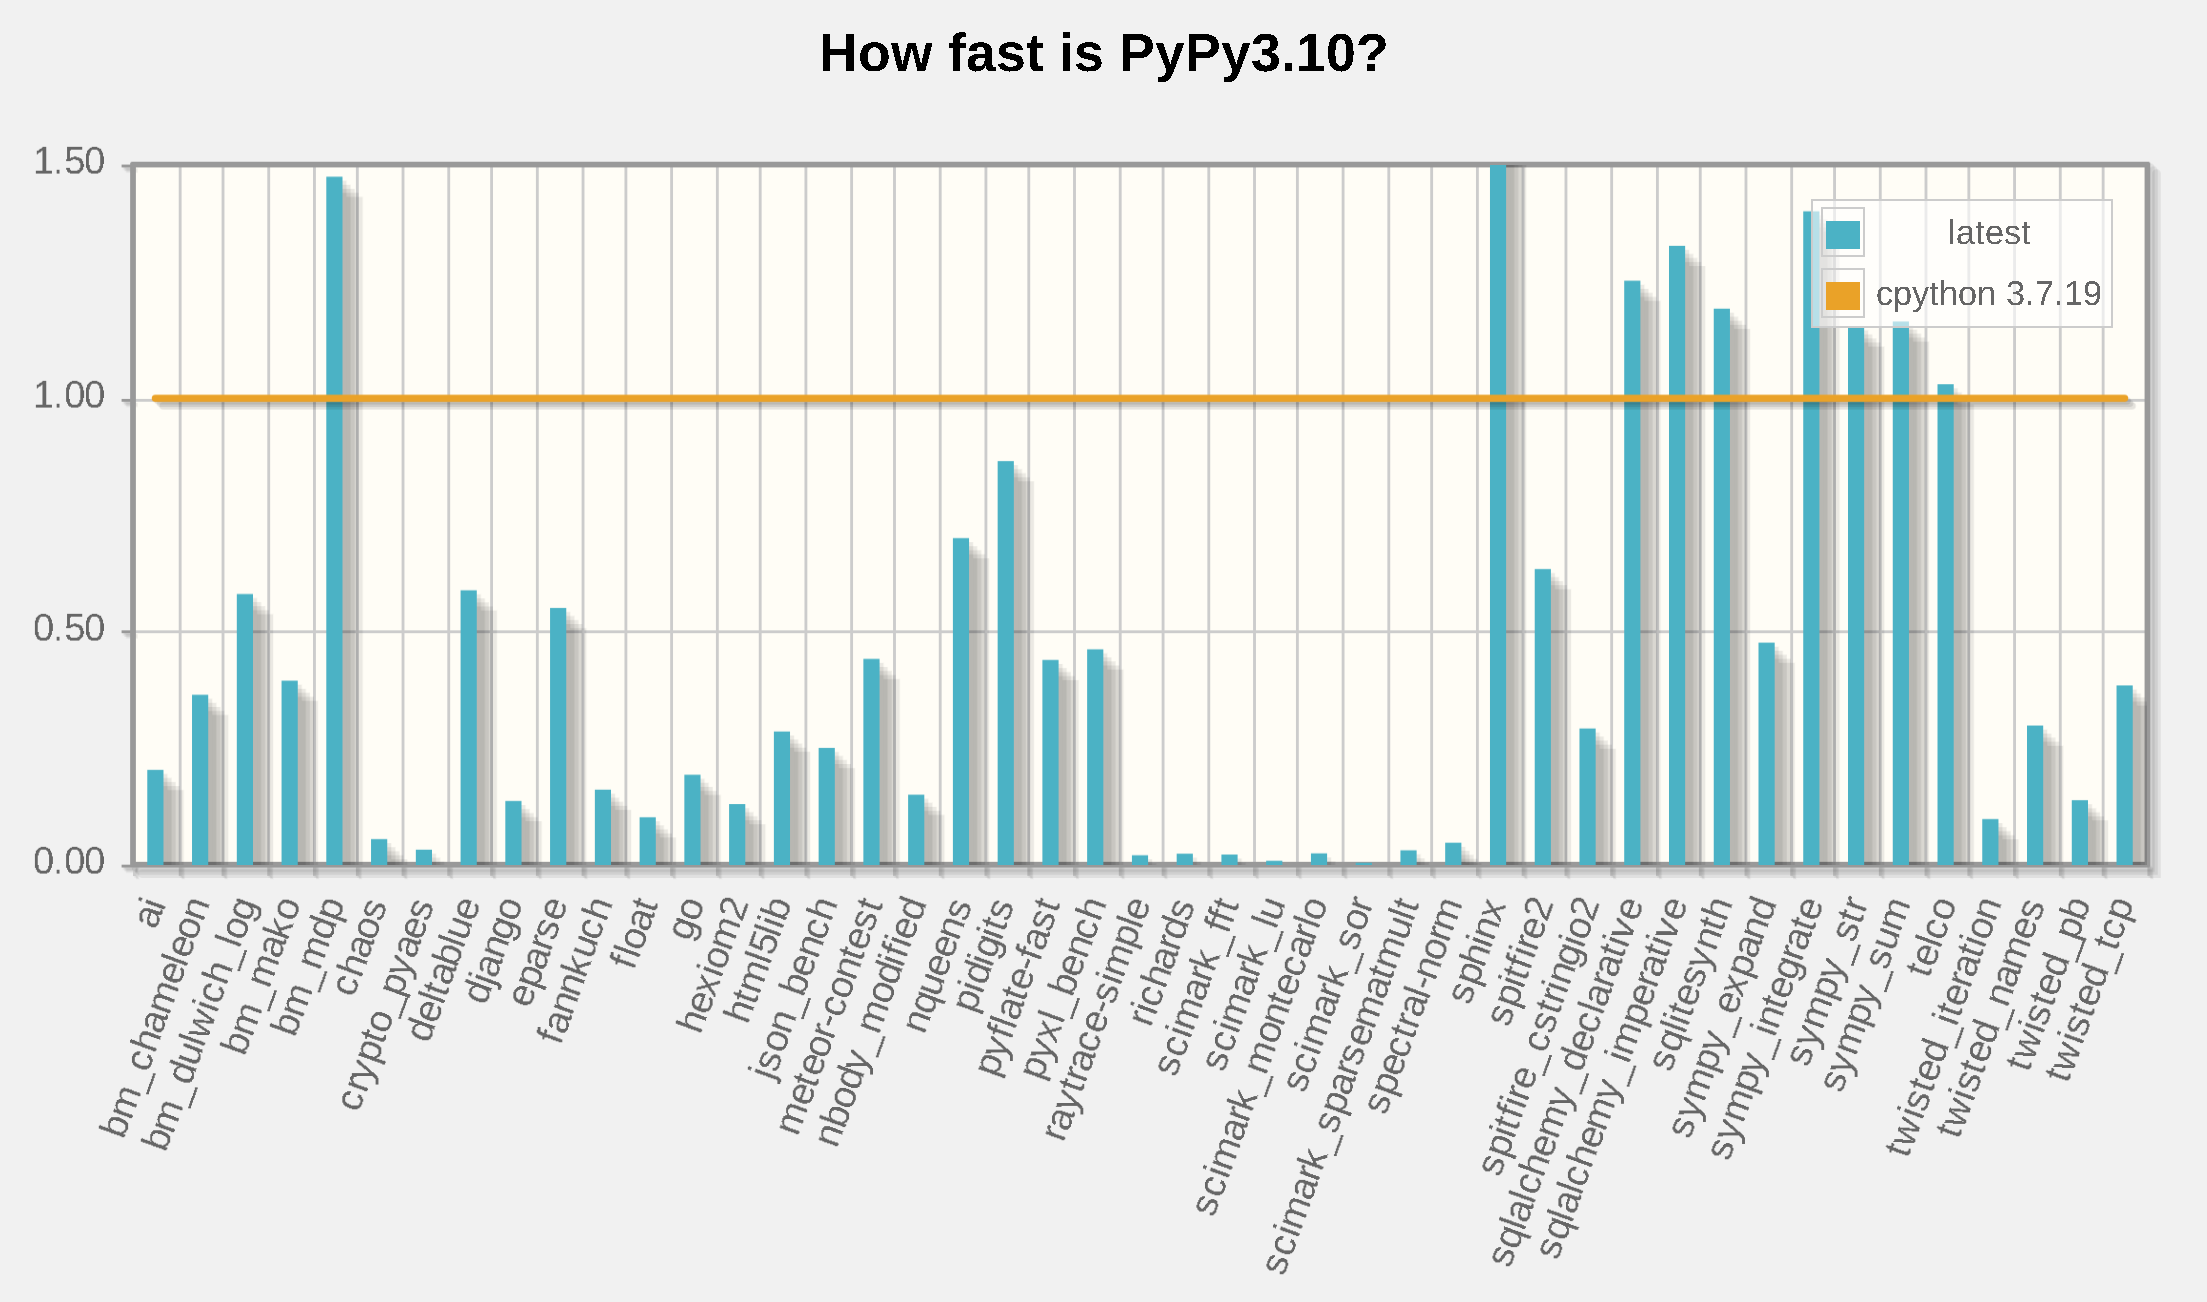 How fast is PyPy3.10?
1.50
1.00
0.50
0.00
latest
cpython 3.7.19
ai
bm_chameleon
bm_dulwich_log
bm_mako
bm_mdp
chaos
crypto_pyaes
deltablue
django
eparse
fannkuch
float
go
hexiom2
html5lib
json_bench
meteor-contest
nbody_modified
nqueens
pidigits
pyflate-fast
pyxl_bench
raytrace-simple
richards
scimark_fft
scimark_lu
scimark_montecarlo
scimark_sor
scimark_sparsematmult
spectral-norm
sphinx
spitfire2
spitfire_cstringio2
sqlalchemy_declarative
sqlalchemy_imperative
sqlitesynth
sympy_expand
sympy_integrate
sympy_str
sympy_sum
telco
twisted_iteration
twisted_names
twisted_pb
twisted_tcp